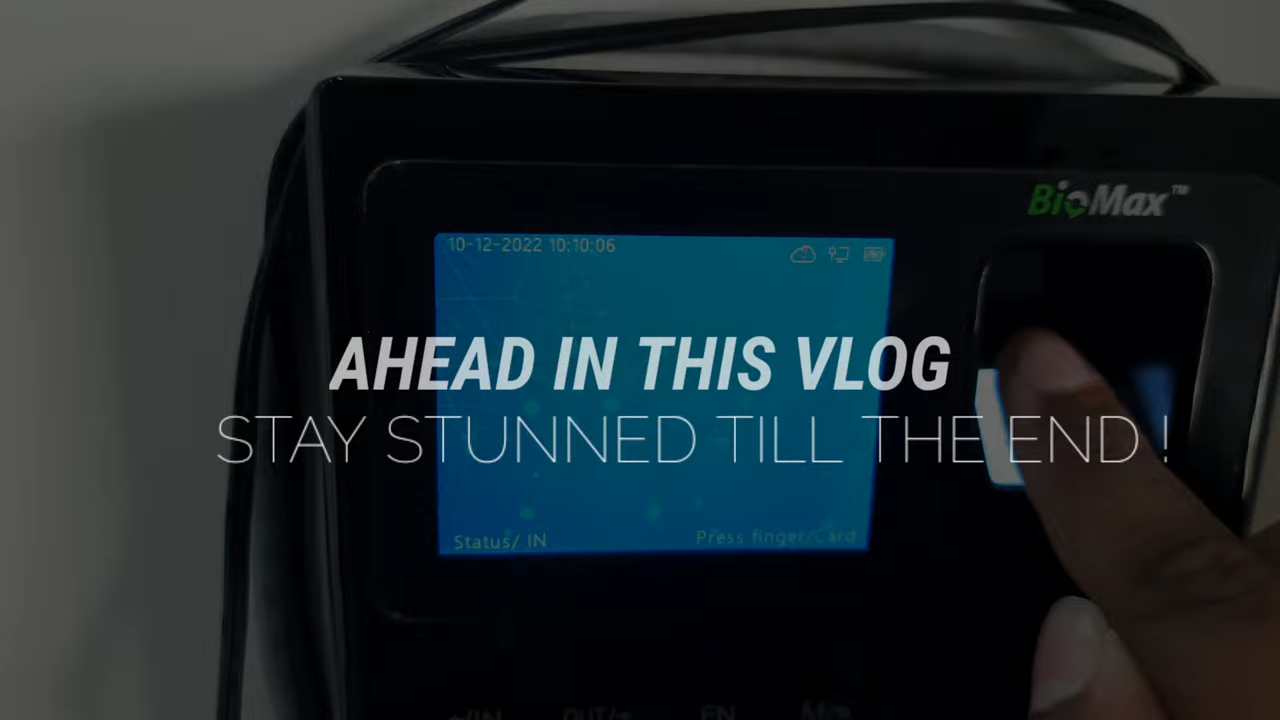 BioMax™
10-12-2022 10:10:06
AHEAD IN THIS VLOG
STAY STUNNED TILL THE END !
Status/ IN
Press finger/Card